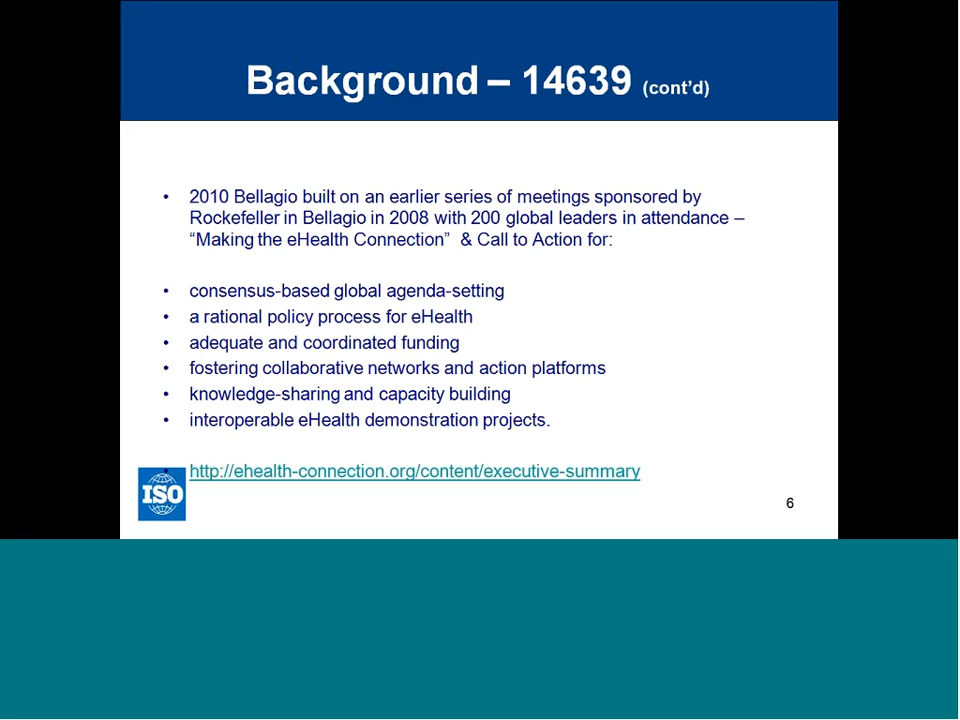 Background – 14639 (cont'd)
• 2010 Bellagio built on an earlier series of meetings sponsored by
Rockefeller in Bellagio in 2008 with 200 global leaders in attendance –
“Making the eHealth Connection”  & Call to Action for:
• consensus-based global agenda-setting
• a rational policy process for eHealth
• adequate and coordinated funding
• fostering collaborative networks and action platforms
• knowledge-sharing and capacity building
• interoperable eHealth demonstration projects.
• http://ehealth-connection.org/content/executive-summary
ISO
6